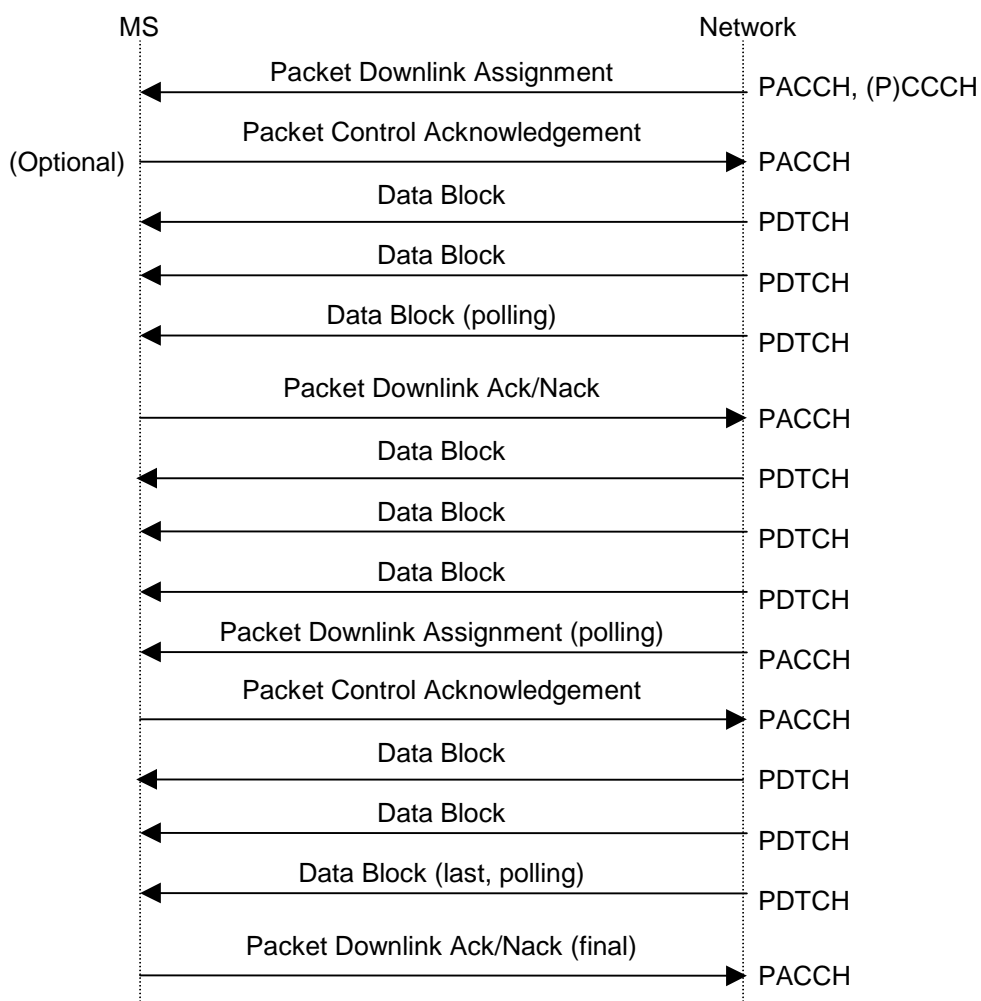 MS Network
Packet Downlink Assignment PACCH, (P)CCCH
Packet Control Acknowledgement
(Optional) PACCH
Data Block
PDTCH
Data Block
PDTCH
Data Block (polling)
PDTCH
Packet Downlink Ack/Nack
PACCH
Data Block
PDTCH
Data Block
PDTCH
Data Block
PDTCH
Packet Downlink Assignment (polling)
PACCH
Packet Control Acknowledgement
PACCH
Data Block
PDTCH
Data Block
PDTCH
Data Block (last, polling)
PDTCH
Packet Downlink Ack/Nack (final)
PACCH